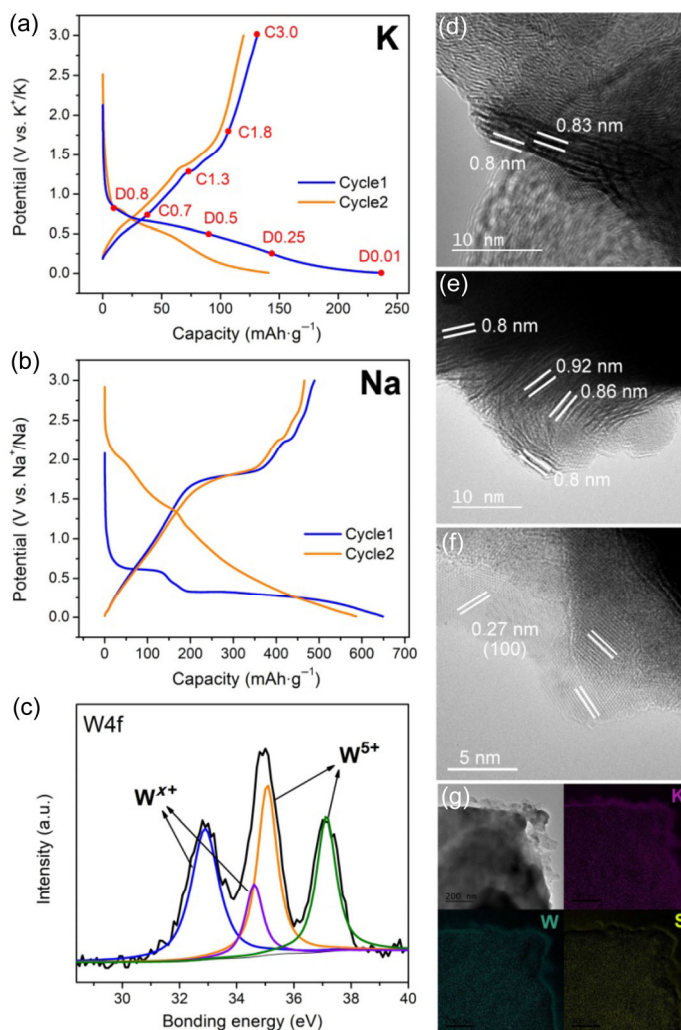 (a)
K
C3.0
C1.8
C1.3
C0.7
D0.8
D0.5
D0.25
D0.01
Cycle1
Cycle2
Potential (V vs. K⁺/K)
3.0
2.5
2.0
1.5
1.0
0.5
0.0
0 50 100 150 200 250
Capacity (mAh·g⁻¹)
(b)
Na
Cycle1
Cycle2
Potential (V vs. Na⁺/Na)
3.0
2.5
2.0
1.5
1.0
0.5
0.0
0 100 200 300 400 500 600 700
Capacity (mAh·g⁻¹)
(c)
W4f
Wˣ⁺
W⁵⁺
Intensity (a.u.)
30 32 34 36 38 40
Bonding energy (eV)
(d)
0.83 nm
0.8 nm
10 nm
(e)
0.8 nm
0.92 nm
0.86 nm
0.8 nm
10 nm
(f)
0.27 nm
(100)
5 nm
(g)
K
200 nm
W
S